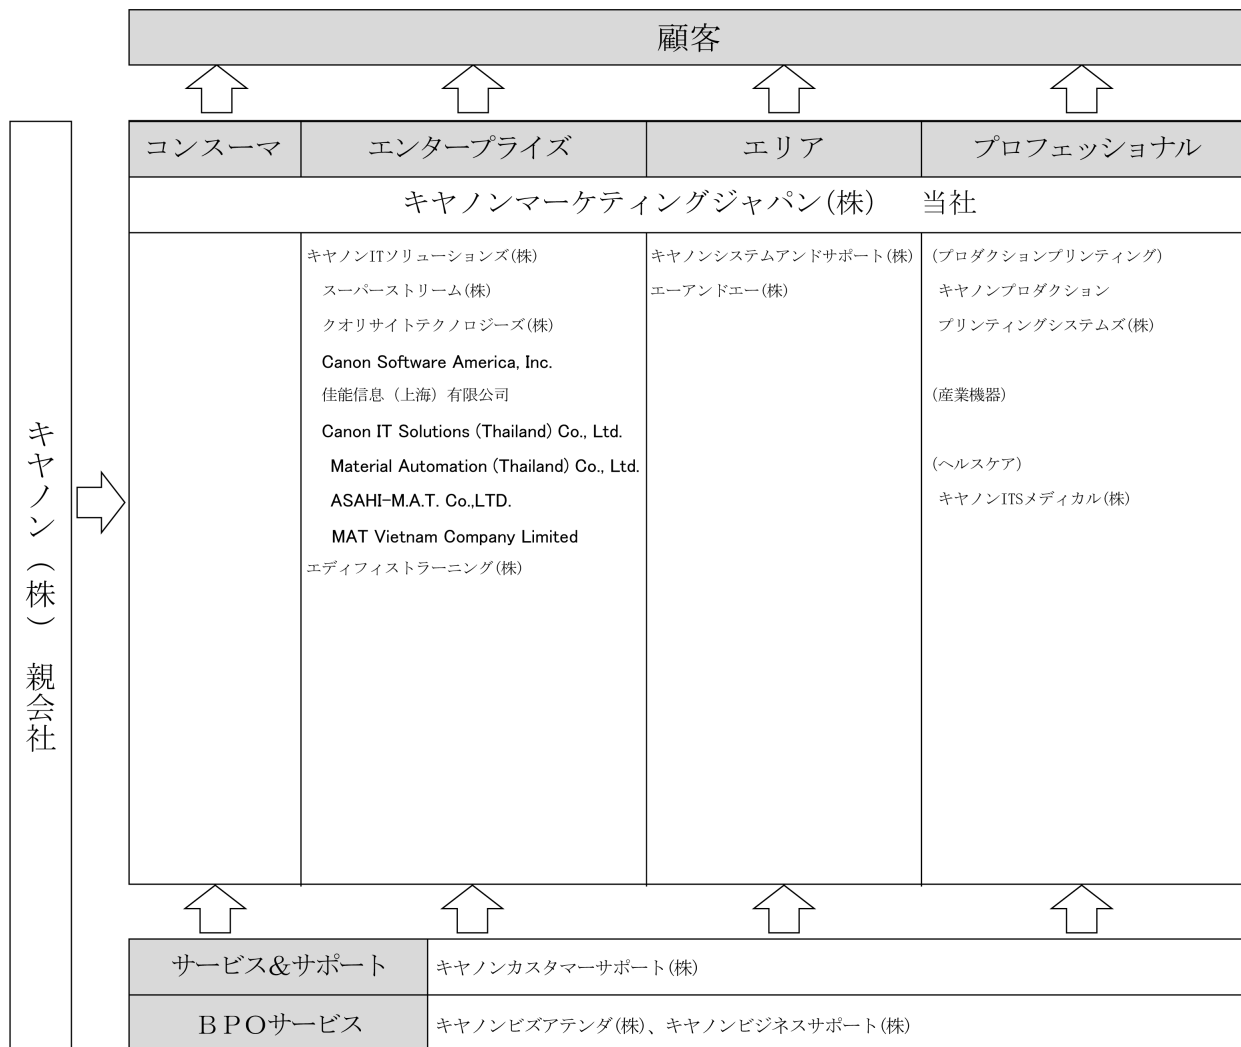 顧客
コンスーマ
エンタープライズ
エリア
プロフェッショナル
キヤノンマーケティングジャパン(株)　当社
キヤノンITソリューションズ(株)
スーパーストリーム(株)
クオリサイトテクノロジーズ(株)
Canon Software America, Inc.
佳能信息（上海）有限公司
Canon IT Solutions (Thailand) Co., Ltd.
Material Automation (Thailand) Co., Ltd.
ASAHI-M.A.T. Co.,LTD.
MAT Vietnam Company Limited
エディフィストラーニング(株)
キヤノンシステムアンドサポート(株)
エーアンドエー(株)
(プロダクションプリンティング)
キヤノンプロダクション
プリンティングシステムズ(株)
(産業機器)
(ヘルスケア)
キヤノンITSメディカル(株)
キヤノン（株）　親会社
サービス&サポート
キヤノンカスタマーサポート(株)
ＢＰＯサービス
キヤノンビズアテンダ(株)、キヤノンビジネスサポート(株)